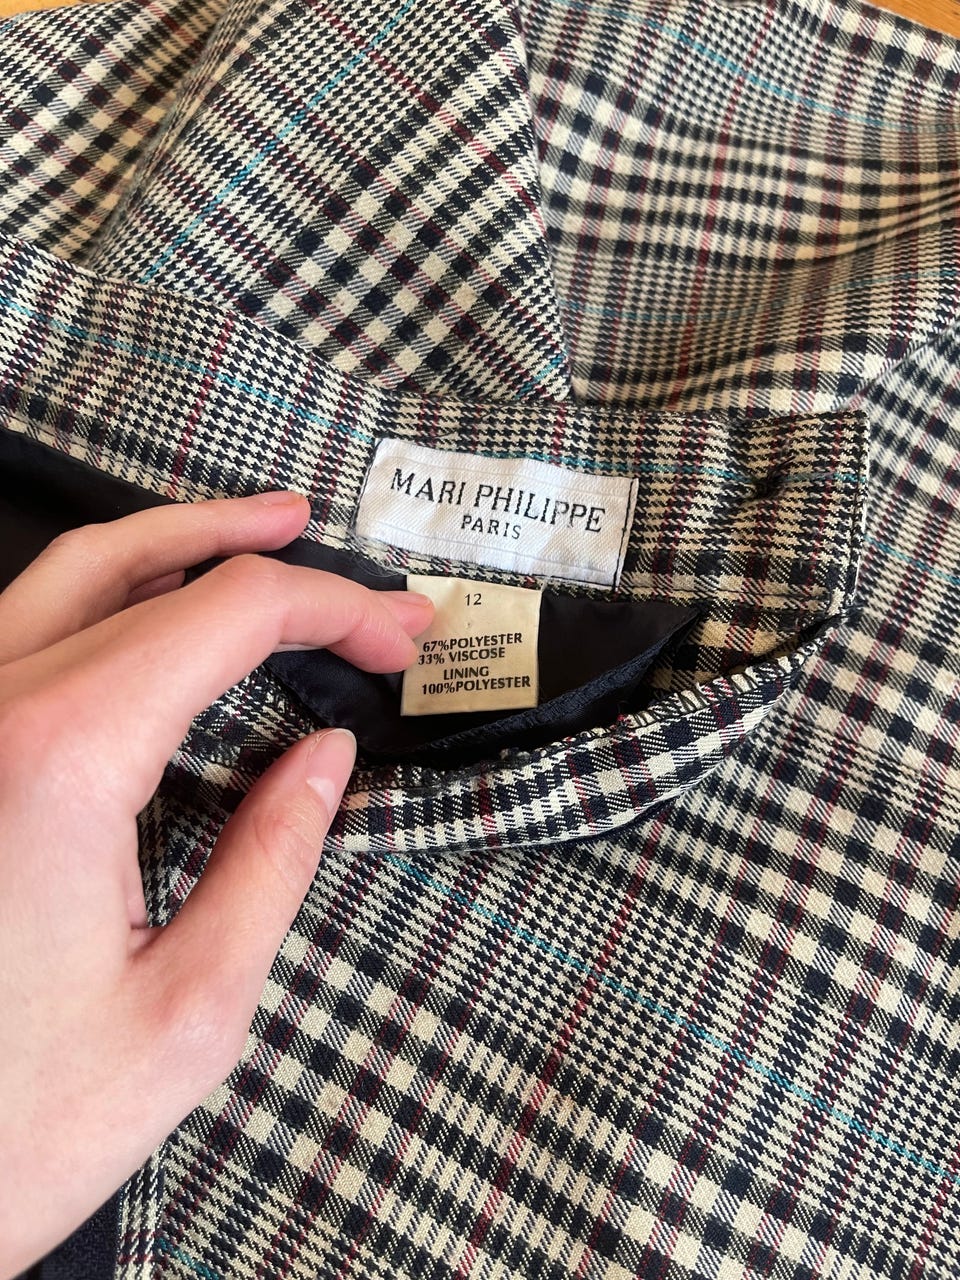 MARI PHILIPPE
PARIS
12
67%POLYESTER
33% VISCOSE
LINING
100%POLYESTER